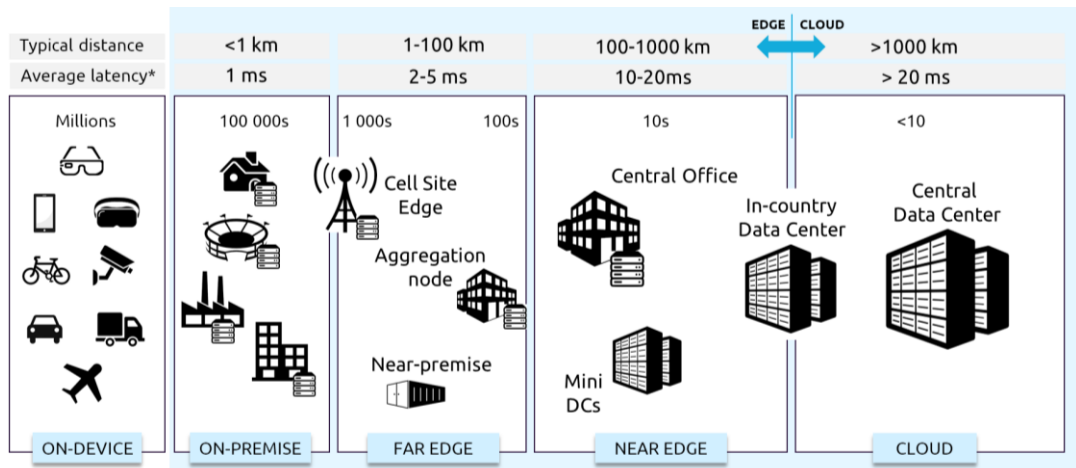 EDGE CLOUD
Typical distance <1 km 1-100 km 100-1000 km >1000 km
Average latency* 1 ms 2-5 ms 10-20ms > 20 ms
Millions 100 000s 1 000s 100s 10s <10
Cell Site
Edge
Aggregation
node
Near-premise
Central Office
Mini
DCs
In-country
Data Center
Central
Data Center
ON-DEVICE ON-PREMISE FAR EDGE NEAR EDGE CLOUD